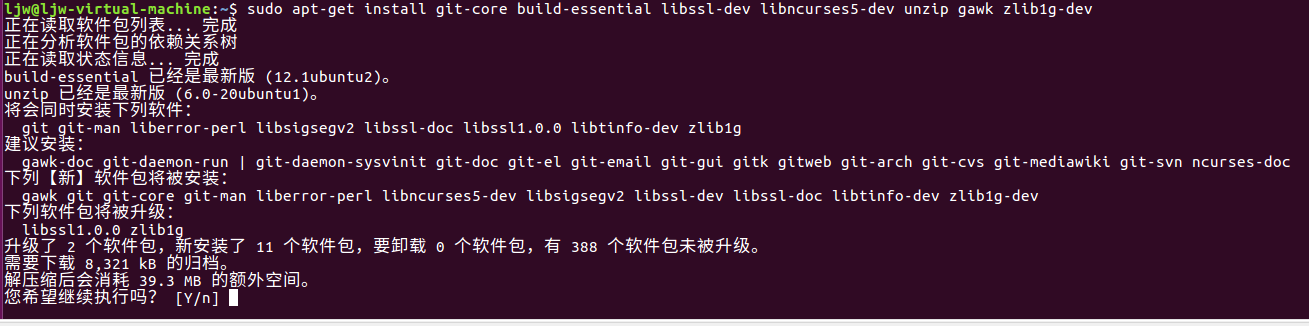 ljw@ljw-virtual-machine:~$ sudo apt-get install git-core build-essential libssl-dev libncurses5-dev unzip gawk zlib1g-dev
正在读取软件包列表... 完成
正在分析软件包的依赖关系树
正在读取状态信息... 完成
build-essential 已经是最新版 (12.1ubuntu2)。
unzip 已经是最新版 (6.0-20ubuntu1)。
将会同时安装下列软件：
  git git-man liberror-perl libsigsegv2 libssl-doc libssl1.0.0 libtinfo-dev zlib1g
建议安装：
  gawk-doc git-daemon-run | git-daemon-sysvinit git-doc git-el git-email git-gui gitk gitweb git-arch git-cvs git-mediawiki git-svn ncurses-doc
下列【新】软件包将被安装：
  gawk git git-core git-man liberror-perl libncurses5-dev libsigsegv2 libssl-dev libssl-doc libtinfo-dev zlib1g-dev
下列软件包将被升级：
  libssl1.0.0 zlib1g
升级了 2 个软件包，新安装了 11 个软件包，要卸载 0 个软件包，有 388 个软件包未被升级。
需要下载 8,321 kB 的归档。
解压缩后会消耗 39.3 MB 的额外空间。
您希望继续执行吗？ [Y/n]